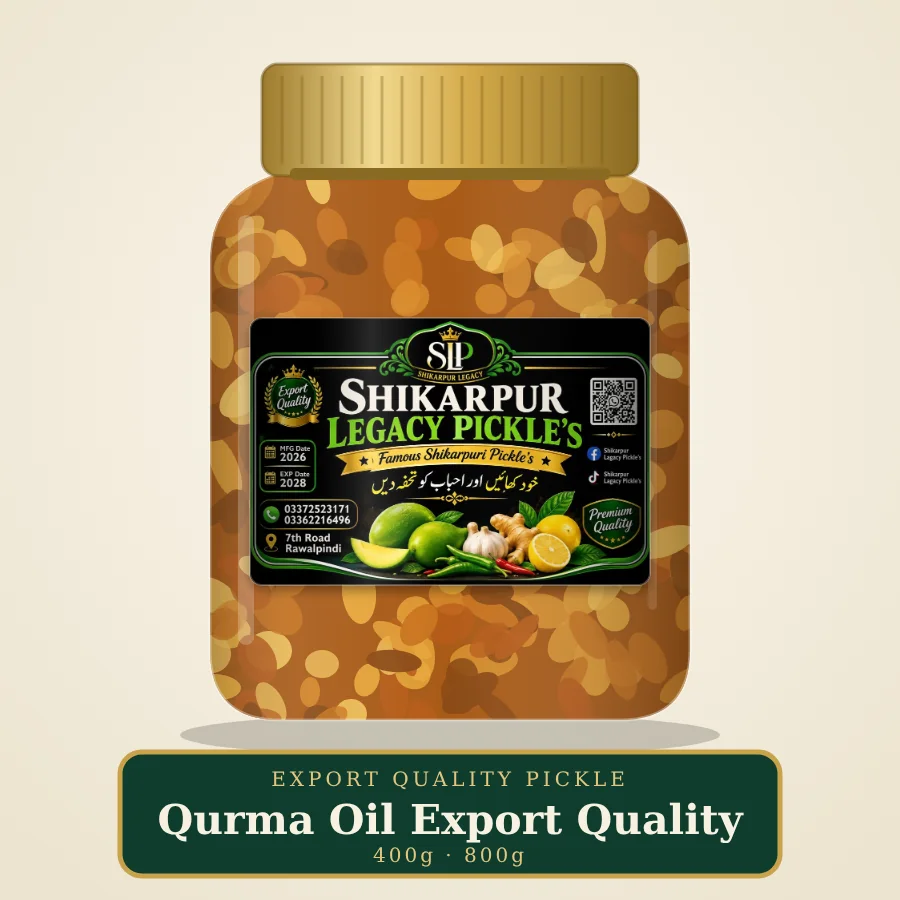 SLP
SHIKARPUR LEGACY
Export
Quality
SHIKARPUR
LEGACY PICKLE'S
Famous Shikarpuri Pickle's
خود کھائیں اور احباب کو تحفہ دیں
MFG Date
2026
EXP Date
2028
03372523171
03362216496
7th Road
Rawalpindi
Shikarpur
Legacy Pickle's
Shikarpur
Legacy Pickle's
Premium
Quality
EXPORT QUALITY PICKLE
Qurma Oil Export Quality
400g · 800g